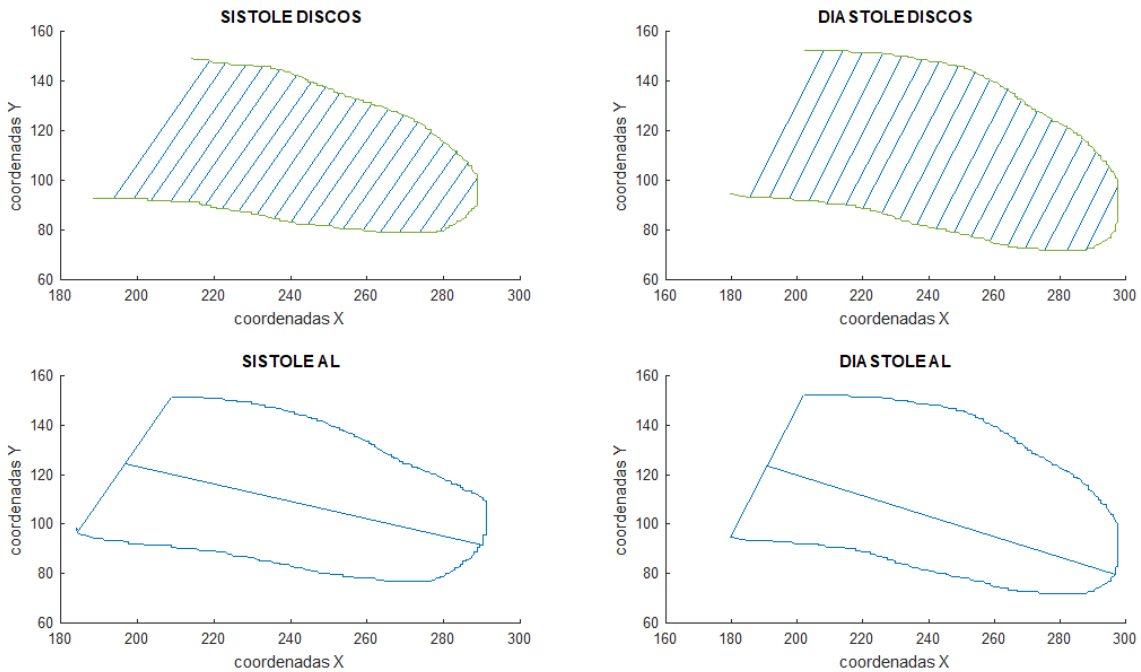 SISTOLE DISCOS
160
140
120
100
80
60
coordenadas Y
180 200 220 240 260 280 300
coordenadas X
DIASTOLE DISCOS
160
140
120
100
80
60
coordenadas Y
160 180 200 220 240 260 280 300
coordenadas X
SISTOLE AL
160
140
120
100
80
60
coordenadas Y
180 200 220 240 260 280 300
coordenadas X
DIASTOLE AL
160
140
120
100
80
60
coordenadas Y
160 180 200 220 240 260 280 300
coordenadas X